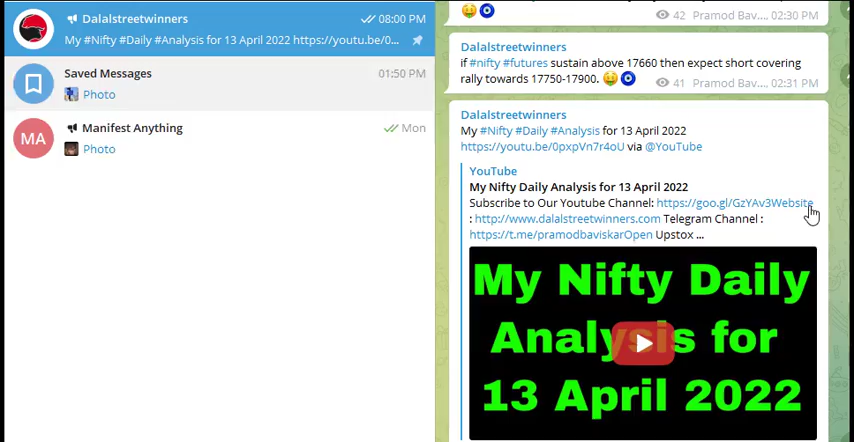 Dalalstreetwinners
08:00 PM
My #Nifty #Daily #Analysis for 13 April 2022 https://youtu.be/0...
Saved Messages
01:50 PM
Photo
MA
Manifest Anything
Mon
Photo
42 Pramod Bav..., 02:30 PM
Dalalstreetwinners
if #nifty #futures sustain above 17660 then expect short covering
rally towards 17750-17900.
41 Pramod Bav..., 02:31 PM
Dalalstreetwinners
My #Nifty #Daily #Analysis for 13 April 2022
https://youtu.be/0pxpVn7r4oU via @YouTube
YouTube
My Nifty Daily Analysis for 13 April 2022
Subscribe to Our Youtube Channel: https://goo.gl/GzYAv3Website
: http://www.dalalstreetwinners.com Telegram Channel :
https://t.me/pramodbaviskarOpen Upstox ...
My Nifty Daily
Analysis for
13 April 2022